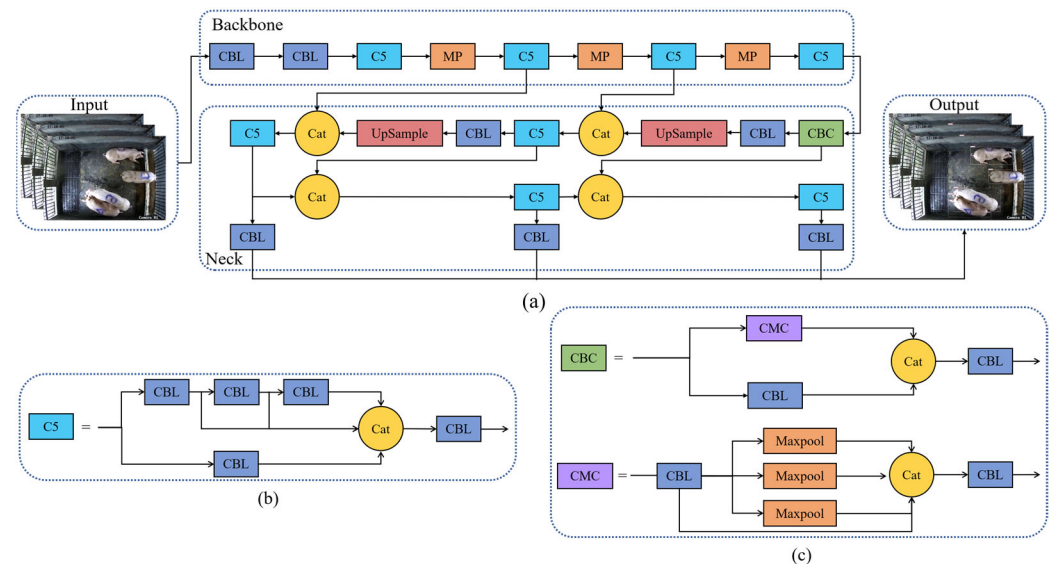 Backbone
CBL CBL C5 MP C5 MP C5 MP C5
Input
Output
C5 Cat UpSample CBL C5 Cat UpSample CBL CBC
Cat C5 Cat C5
CBL CBL CBL
Neck
(a)
C5 = CBL CBL CBL
Cat CBL
CBL
(b)
CMC
CBC = Cat CBL
CBL
Maxpool
CMC = CBL Maxpool Cat CBL
Maxpool
(c)